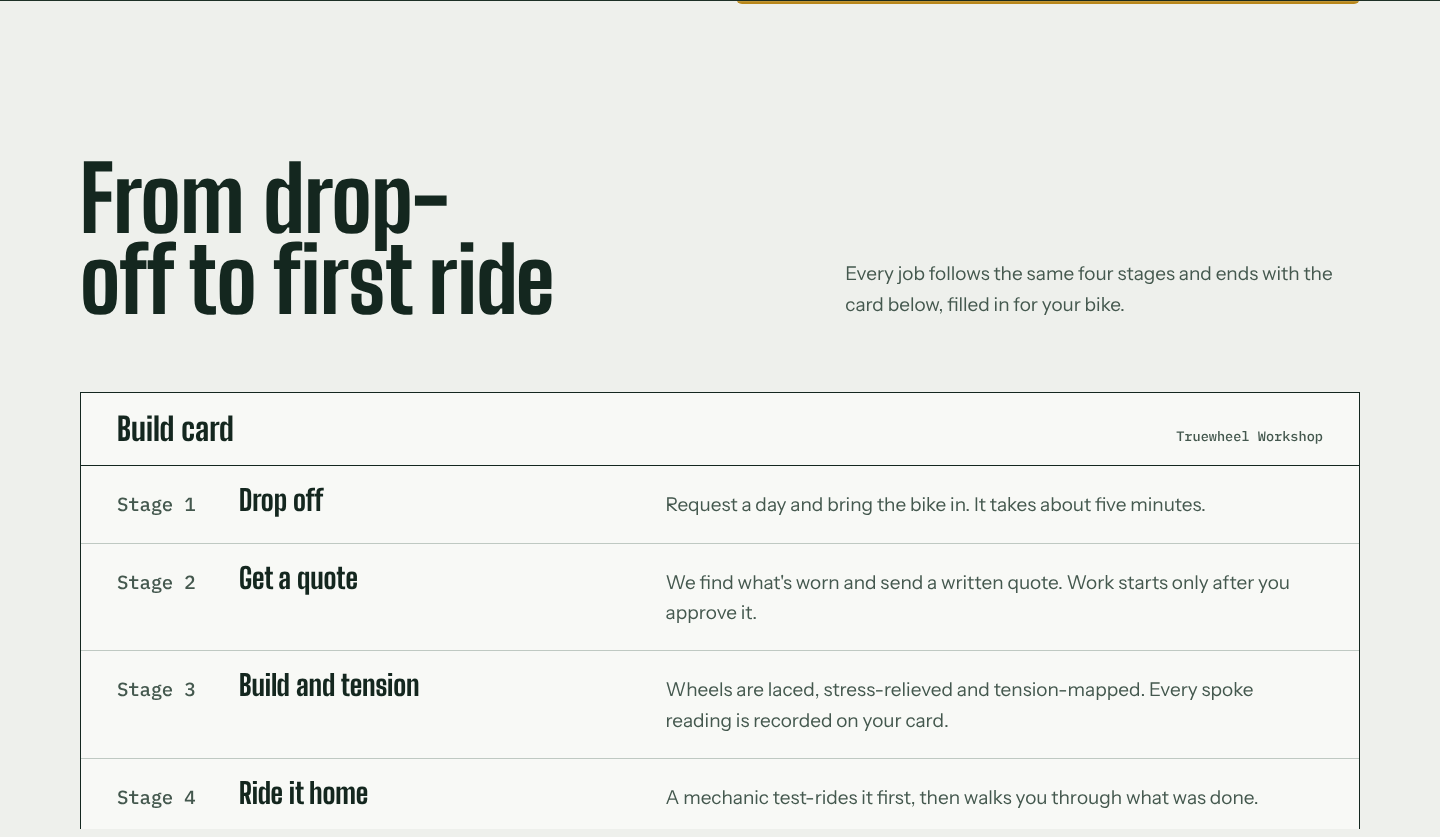 From drop-
off to first ride
Every job follows the same four stages and ends with the
card below, filled in for your bike.
Build card
Truewheel Workshop
Stage 1
Drop off
Request a day and bring the bike in. It takes about five minutes.
Stage 2
Get a quote
We find what's worn and send a written quote. Work starts only after you
approve it.
Stage 3
Build and tension
Wheels are laced, stress-relieved and tension-mapped. Every spoke
reading is recorded on your card.
Stage 4
Ride it home
A mechanic test-rides it first, then walks you through what was done.